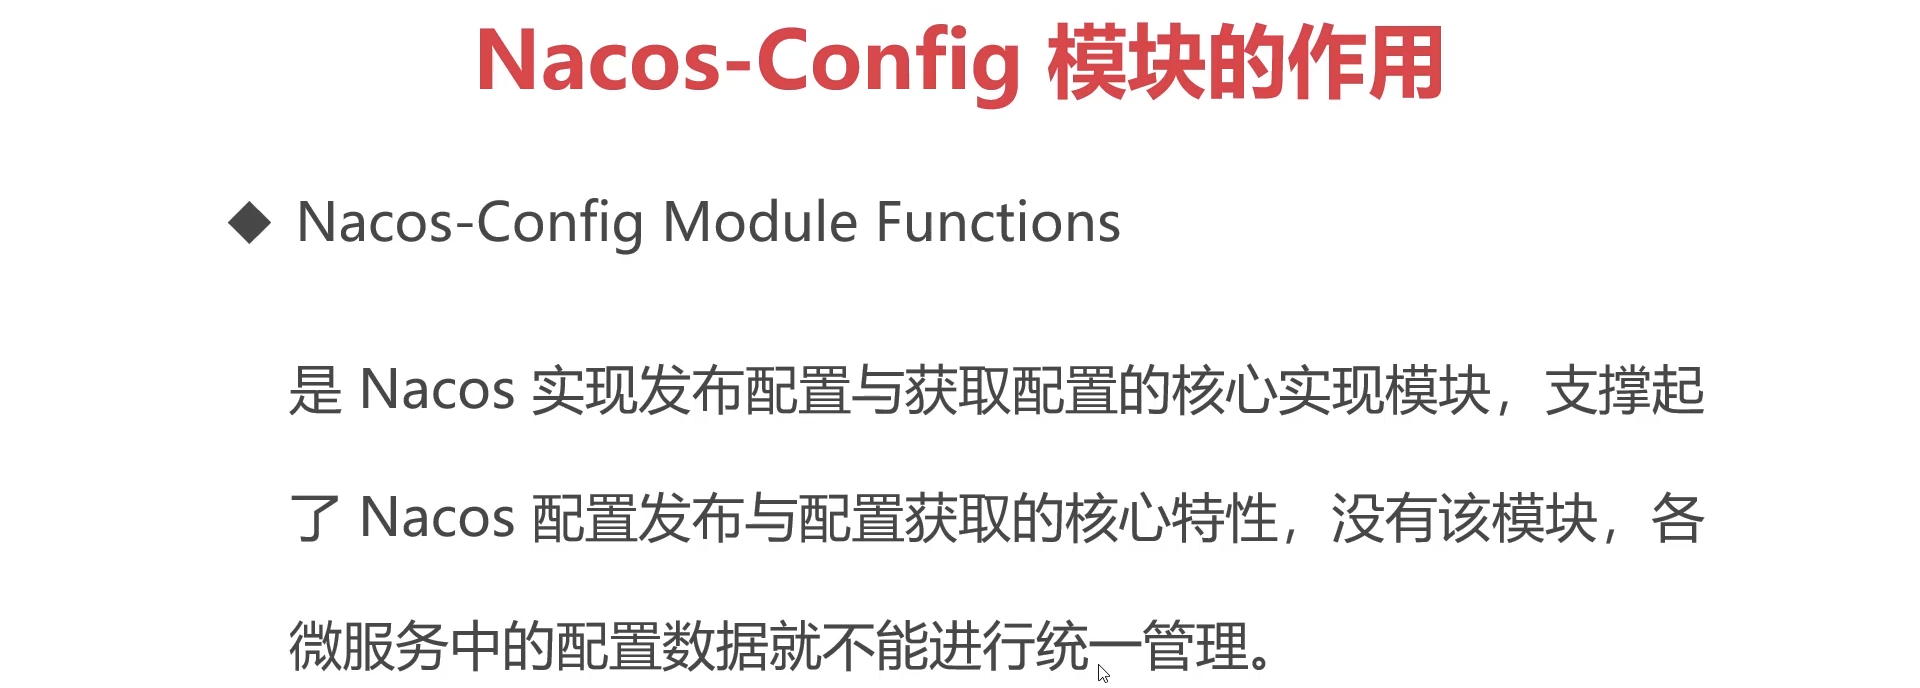 Nacos-Config 模块的作用
◆ Nacos-Config Module Functions
是 Nacos 实现发布配置与获取配置的核心实现模块，支撑起
了 Nacos 配置发布与配置获取的核心特性，没有该模块，各
微服务中的配置数据就不能进行统一管理。